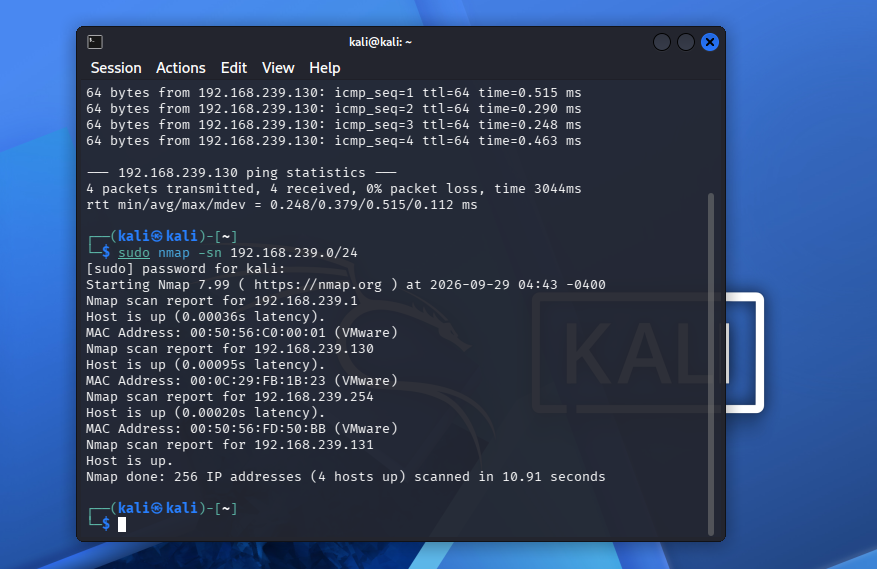 kali@kali: ~
Session Actions Edit View Help
64 bytes from 192.168.239.130: icmp_seq=1 ttl=64 time=0.515 ms
64 bytes from 192.168.239.130: icmp_seq=2 ttl=64 time=0.290 ms
64 bytes from 192.168.239.130: icmp_seq=3 ttl=64 time=0.248 ms
64 bytes from 192.168.239.130: icmp_seq=4 ttl=64 time=0.463 ms
--- 192.168.239.130 ping statistics ---
4 packets transmitted, 4 received, 0% packet loss, time 3044ms
rtt min/avg/max/mdev = 0.248/0.379/0.515/0.112 ms
┌──(kali㉿kali)-[~]
└─$ sudo nmap -sn 192.168.239.0/24
[sudo] password for kali:
Starting Nmap 7.99 ( https://nmap.org ) at 2026-09-29 04:43 -0400
Nmap scan report for 192.168.239.1
Host is up (0.00036s latency).
MAC Address: 00:50:56:C0:00:01 (VMware)
Nmap scan report for 192.168.239.130
Host is up (0.00095s latency).
MAC Address: 00:0C:29:FB:1B:23 (VMware)
Nmap scan report for 192.168.239.254
Host is up (0.00020s latency).
MAC Address: 00:50:56:FD:50:BB (VMware)
Nmap scan report for 192.168.239.131
Host is up.
Nmap done: 256 IP addresses (4 hosts up) scanned in 10.91 seconds
┌──(kali㉿kali)-[~]
└─$
KALI